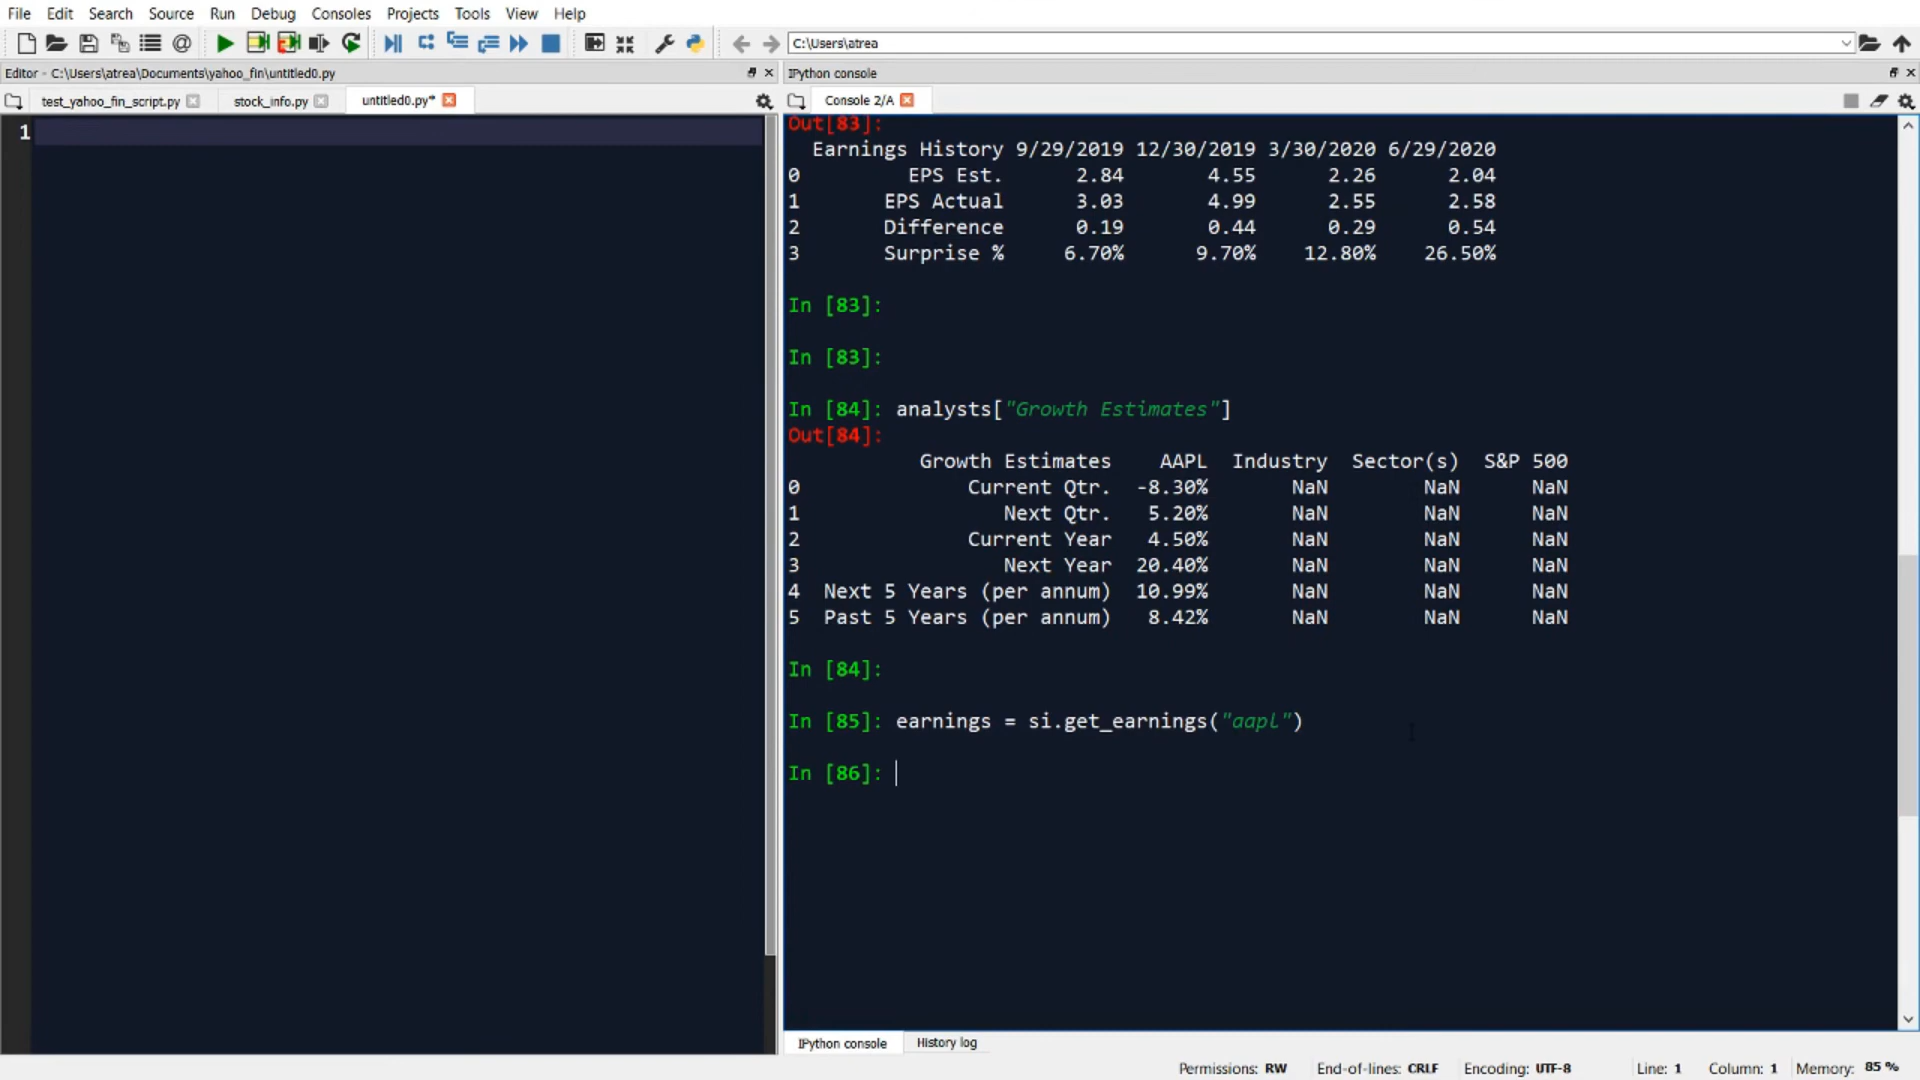 File Edit Search Source Run Debug Consoles Projects Tools View Help
C:\Users\atrea
Editor - C:\Users\atrea\Documents\yahoo_fin\untitled0.py
IPython console
test_yahoo_fin_script.py stock_info.py untitled0.py*
Console 2/A
1
Out[83]:
Earnings History 9/29/2019 12/30/2019 3/30/2020 6/29/2020
0 EPS Est. 2.84 4.55 2.26 2.04
1 EPS Actual 3.03 4.99 2.55 2.58
2 Difference 0.19 0.44 0.29 0.54
3 Surprise % 6.70% 9.70% 12.80% 26.50%
In [83]:
In [83]:
In [84]: analysts["Growth Estimates"]
Out[84]:
Growth Estimates AAPL Industry Sector(s) S&P 500
0 Current Qtr. -8.30% NaN NaN NaN
1 Next Qtr. 5.20% NaN NaN NaN
2 Current Year 4.50% NaN NaN NaN
3 Next Year 20.40% NaN NaN NaN
4 Next 5 Years (per annum) 10.99% NaN NaN NaN
5 Past 5 Years (per annum) 8.42% NaN NaN NaN
In [84]:
In [85]: earnings = si.get_earnings("aapl")
In [86]:
IPython console History log
Permissions: RW End-of-lines: CRLF Encoding: UTF-8 Line: 1 Column: 1 Memory: 85 %